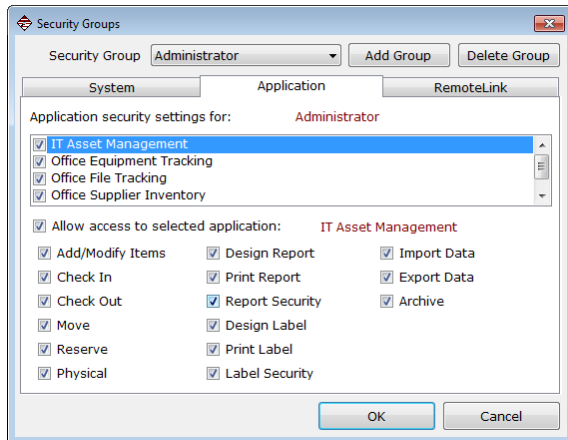 Security Groups
Security Group Administrator Add Group Delete Group
System Application RemoteLink
Application security settings for: Administrator
IT Asset Management
Office Equipment Tracking
Office File Tracking
Office Supplier Inventory
Allow access to selected application: IT Asset Management
Add/Modify Items Design Report Import Data
Check In Print Report Export Data
Check Out Report Security Archive
Move Design Label
Reserve Print Label
Physical Label Security
OK Cancel